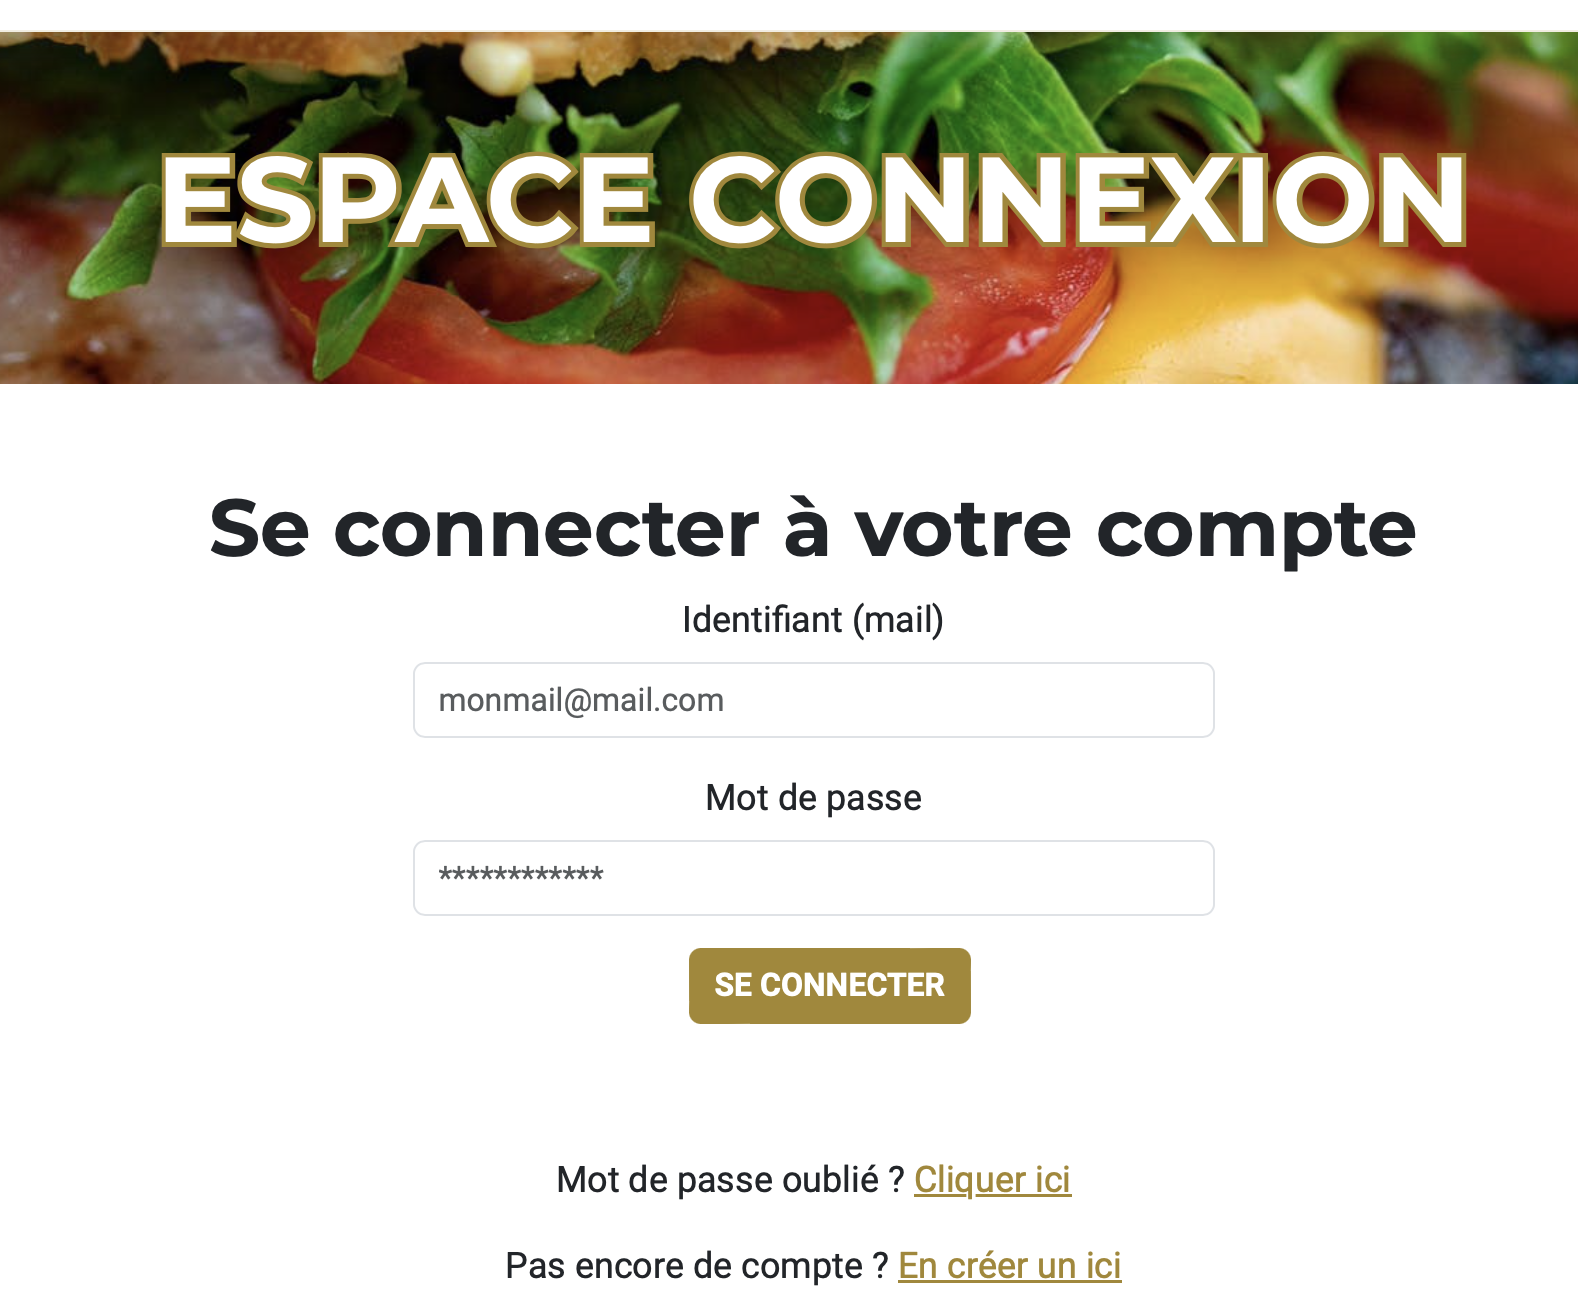 ESPACE CONNEXION
Se connecter à votre compte
Identifiant (mail)
monmail@mail.com
Mot de passe
************
SE CONNECTER
Mot de passe oublié ? Cliquer ici
Pas encore de compte ? En créer un ici